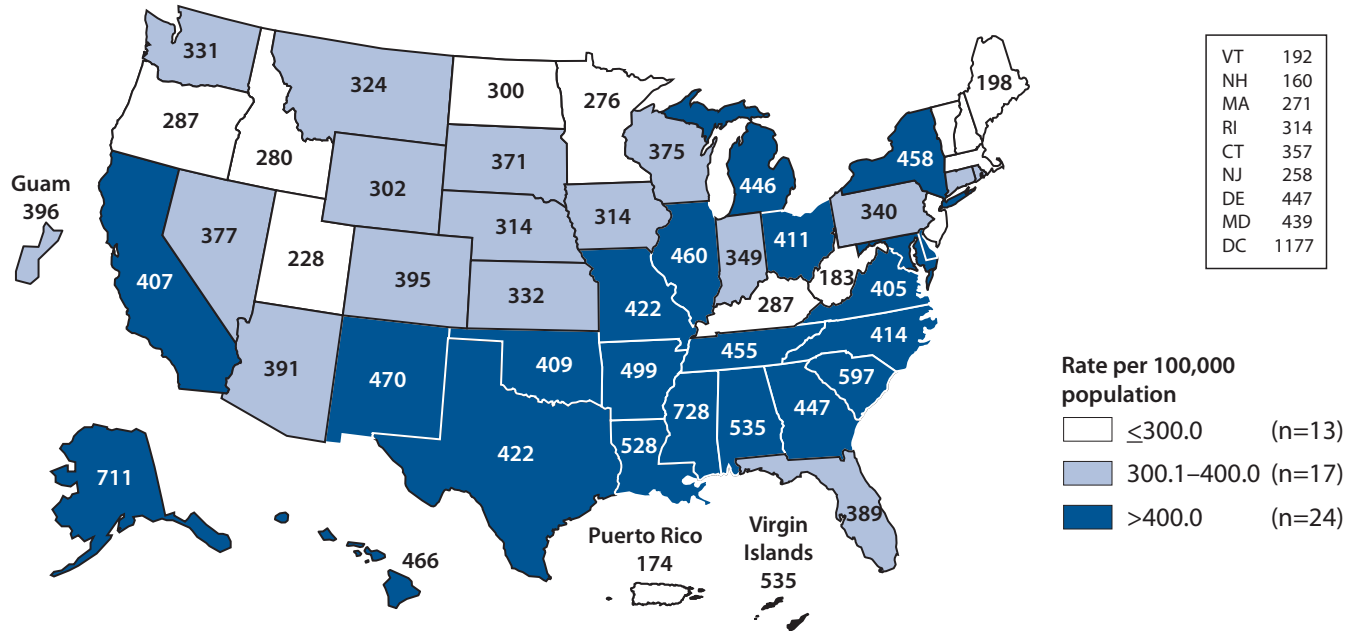 331
324
300
276
198
287
280
302
371
375
446
458
Guam
396
377
228
395
314
314
332
460
349
411
340
183
287
405
407
391
470
409
422
499
455
414
597
447
535
728
528
422
389
711
466
Puerto Rico
174
Virgin
Islands
535
VT 192
NH 160
MA 271
RI 314
CT 357
NJ 258
DE 447
MD 439
DC 1177
Rate per 100,000
population
≤300.0 (n=13)
300.1–400.0 (n=17)
>400.0 (n=24)